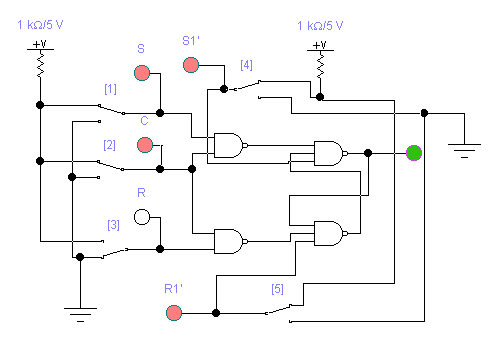 1 kΩ/5 V
1 kΩ/5 V
+V
S
S1'
+V
[4]
[1]
C
[2]
R
[3]
R1'
[5]